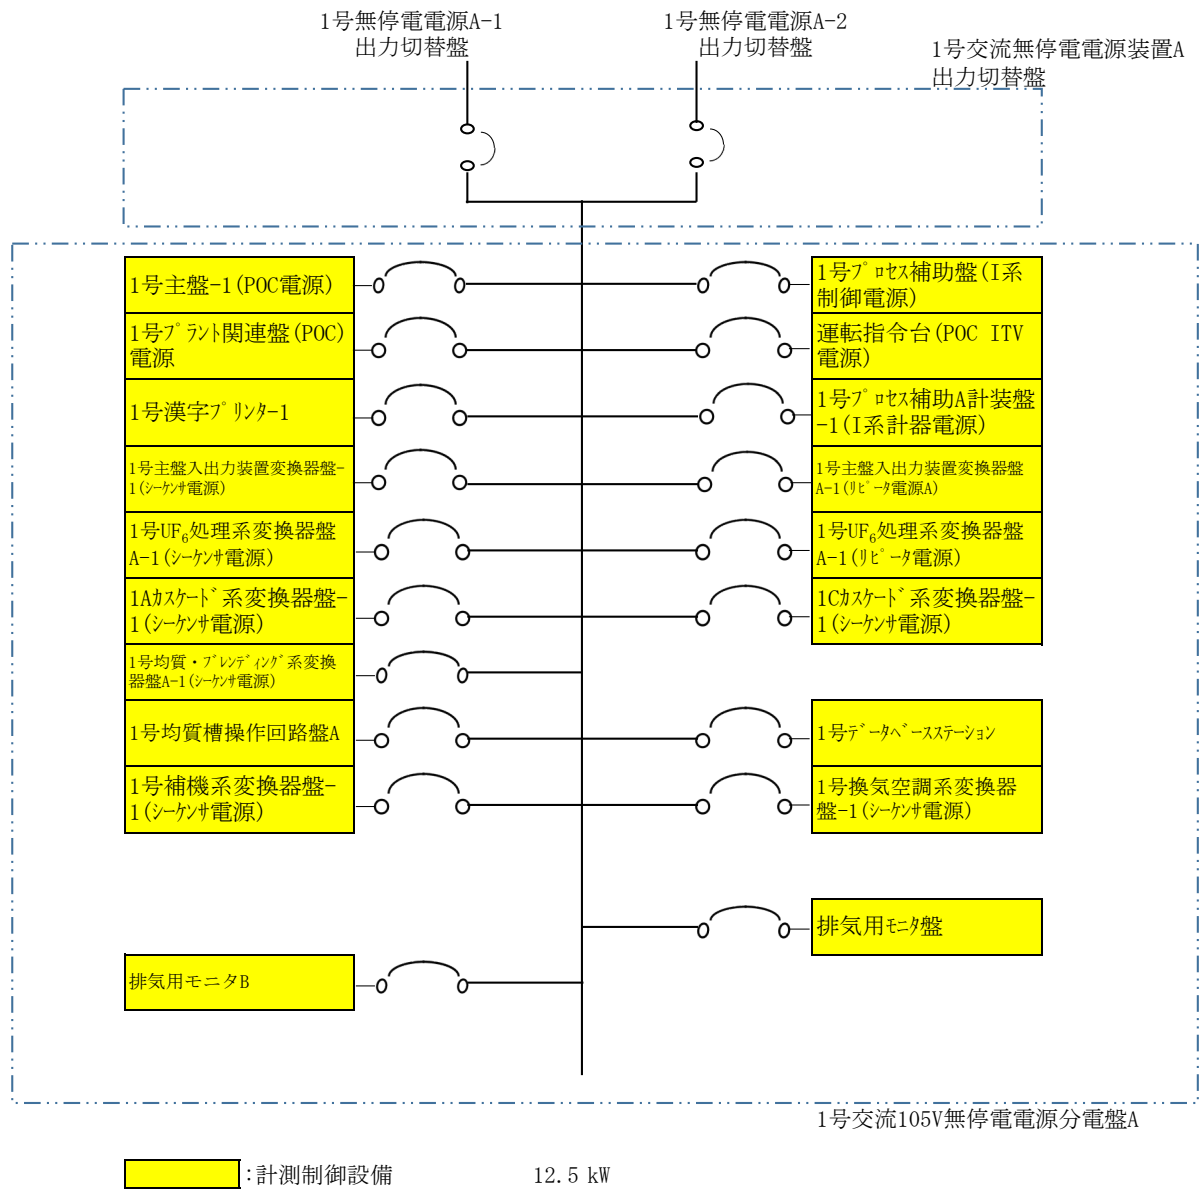 1号無停電電源A-1
出力切替盤
1号無停電電源A-2
出力切替盤
1号交流無停電電源装置A
出力切替盤
1号主盤-1(POC電源)
1号ﾌﾟﾛｾｽ補助盤(I系
制御電源)
1号ﾌﾟﾗﾝﾄ関連盤(POC)
電源
運転指令台(POC ITV
電源)
1号漢字ﾌﾟﾘﾝﾀ-1
1号ﾌﾟﾛｾｽ補助A計装盤
-1(I系計器電源)
1号主盤入出力装置変換器盤-
1(ｼｰｹﾝｻ電源)
1号主盤入出力装置変換器盤
A-1(ﾘﾋﾟｰﾀ電源A)
1号UF₆処理系変換器盤
A-1(ｼｰｹﾝｻ電源)
1号UF₆処理系変換器盤
A-1(ﾘﾋﾟｰﾀ電源)
1Aｶｽｹｰﾄﾞ系変換器盤-
1(ｼｰｹﾝｻ電源)
1Cｶｽｹｰﾄﾞ系変換器盤-
1(ｼｰｹﾝｻ電源)
1号均質・ﾌﾞﾚﾝﾃﾞｨﾝｸﾞ系変換
器盤A-1(ｼｰｹﾝｻ電源)
1号均質槽操作回路盤A
1号ﾃﾞｰﾀﾍﾞｰｽｽﾃｰｼｮﾝ
1号補機系変換器盤-
1(ｼｰｹﾝｻ電源)
1号換気空調系変換器
盤-1(ｼｰｹﾝｻ電源)
排気用ﾓﾆﾀ盤
排気用モニタB
1号交流105V無停電電源分電盤A
:計測制御設備 12.5 kW